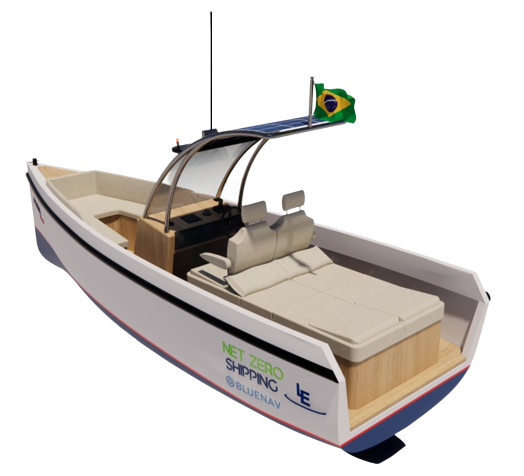 NET ZERO
SHIPPING
BLUENAV
LE